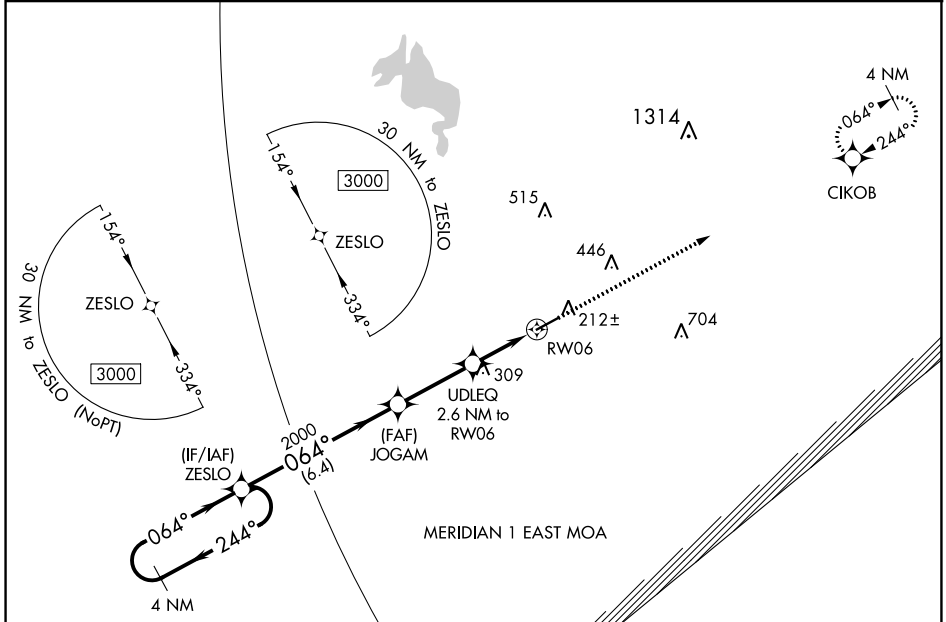 4 NM
064°
244°
CIKOB
1314
30 NM to ZESLO
154°
3000
515
ZESLO
334°
446
154°
ZESLO
3000
334°
30 NM to ZESLO (NoPT)
212±
704
RW06
309
UDLEQ
2.6 NM to
RW06
(FAF)
JOGAM
2000
064°
(6.4)
(IF/IAF)
ZESLO
064°
244°
4 NM
MERIDIAN 1 EAST MOA